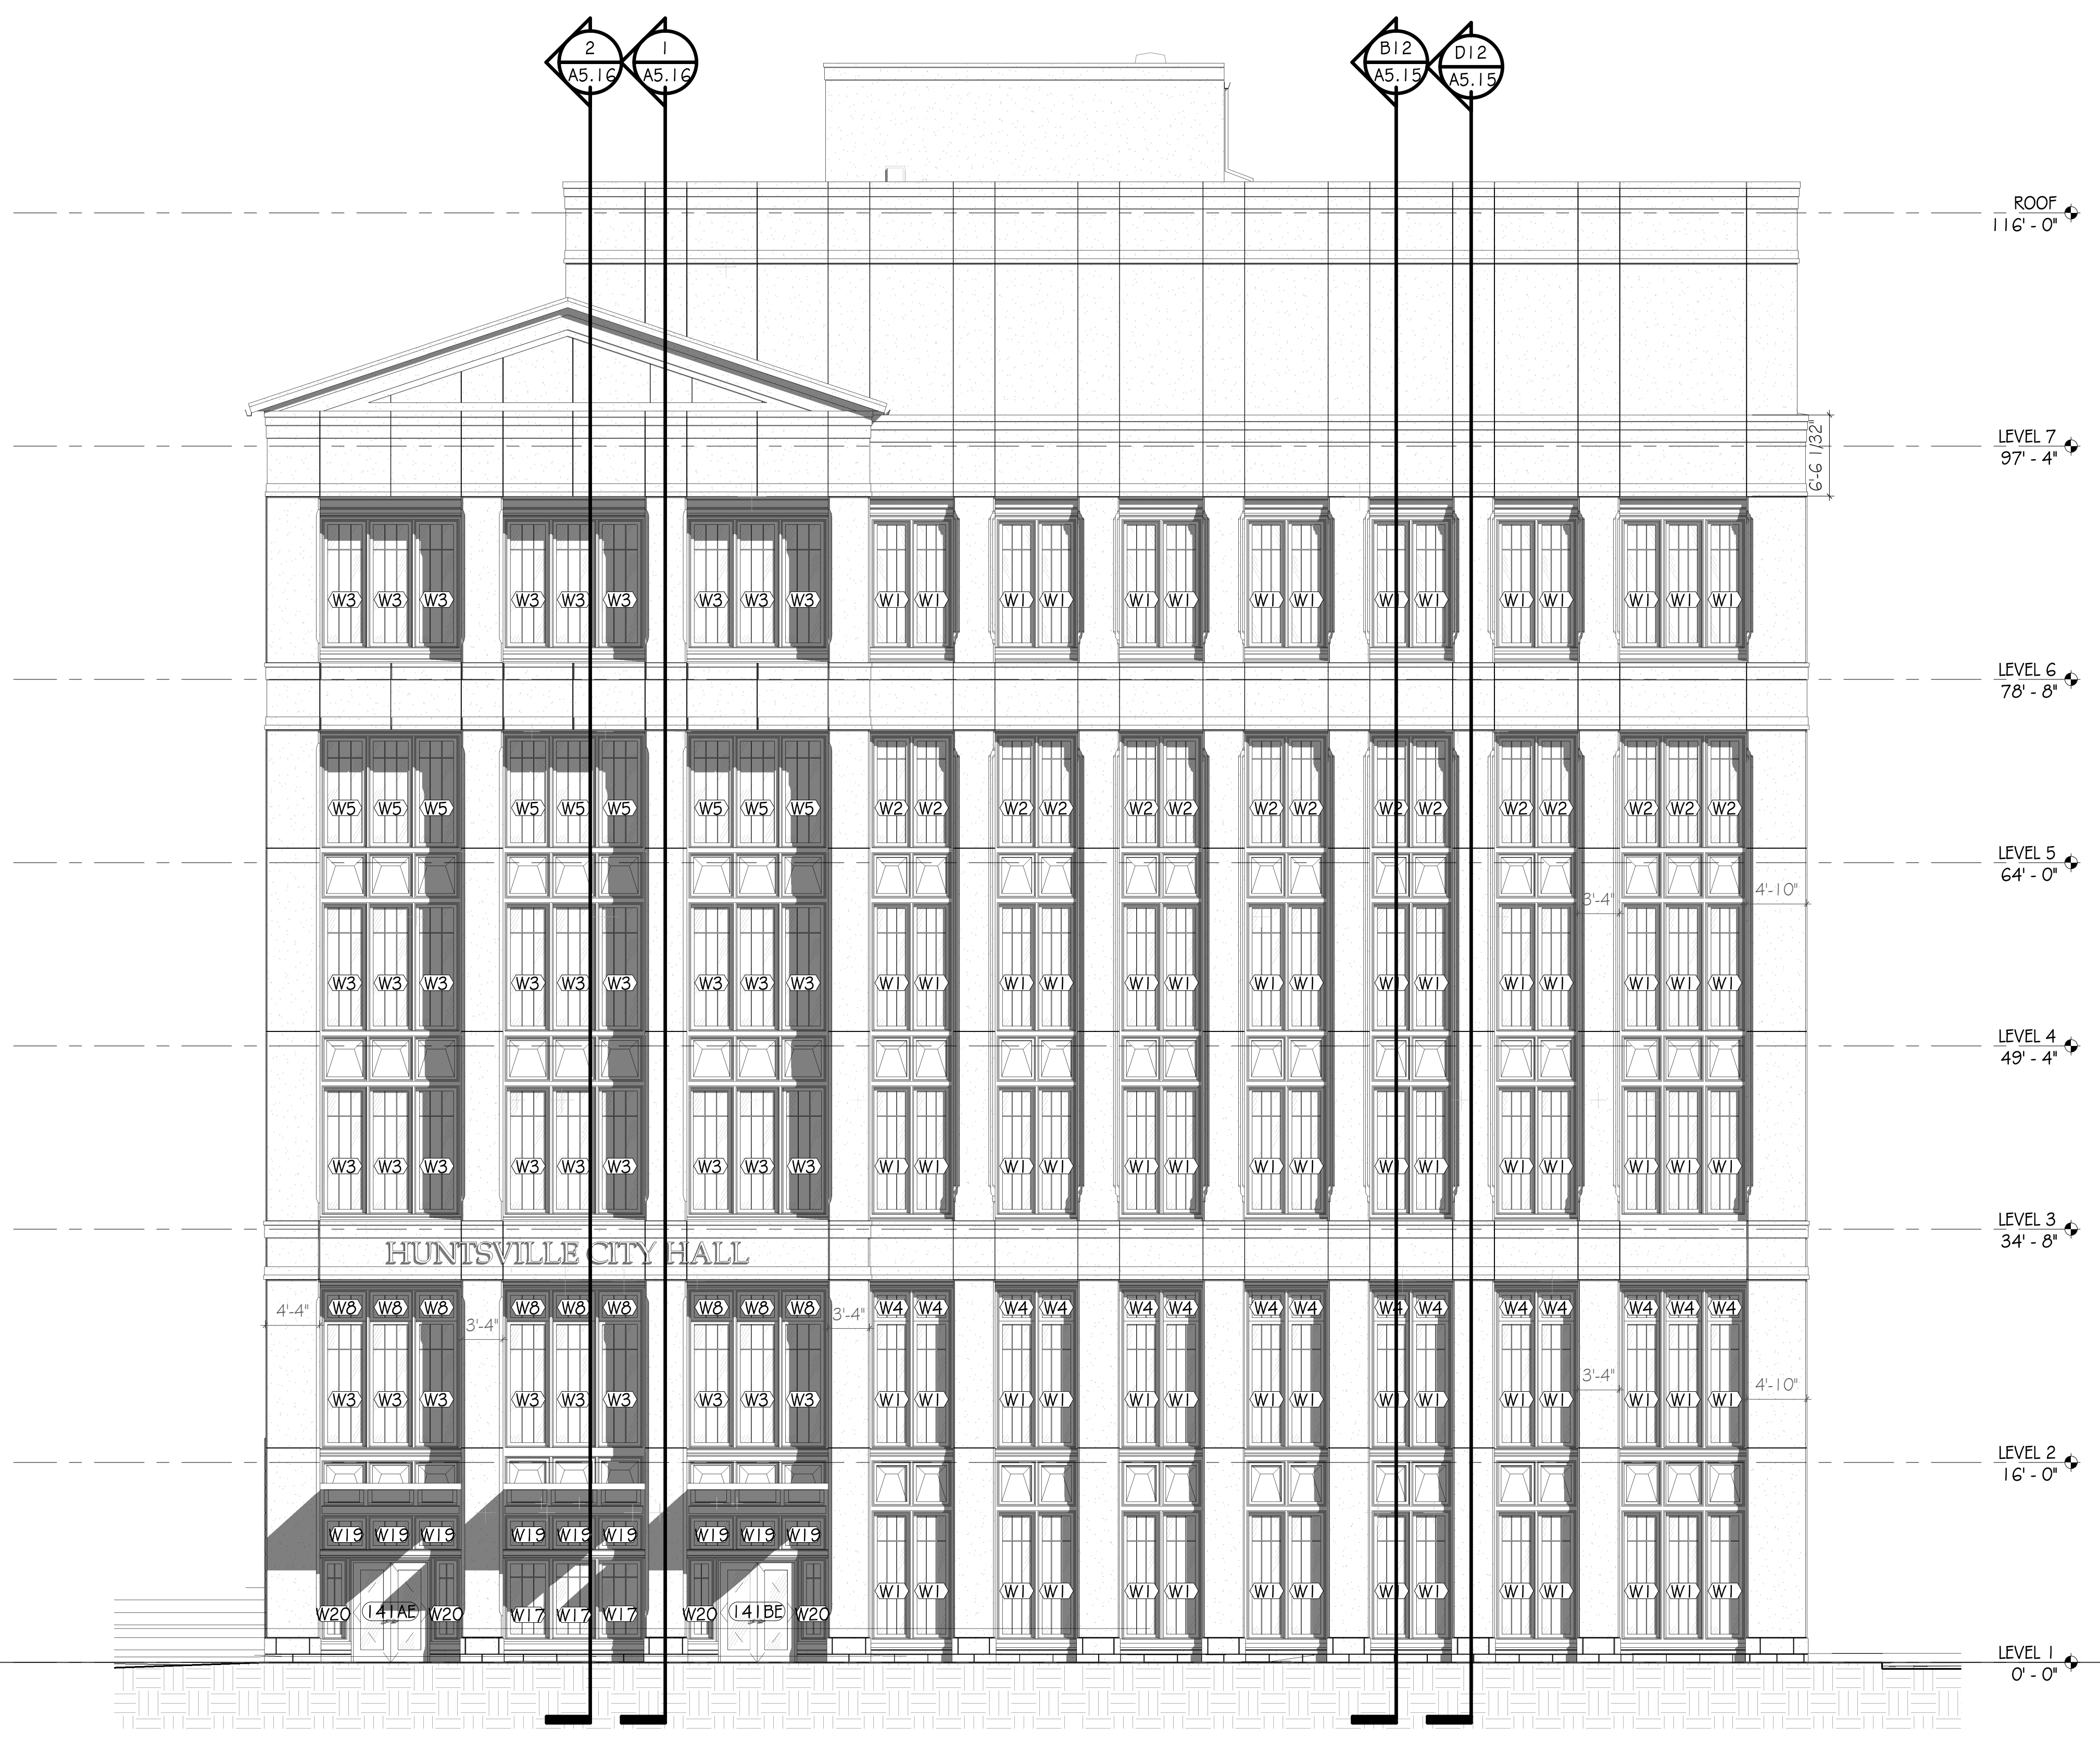 2 1 B12 D12
A5.16 A5.16 A5.15 A5.15
ROOF
116' - 0"
LEVEL 7
97' - 4"
6'-6 1/32"
W3 W3 W3 W3 W3 W3 W3 W3 W3 W1 W1 W1 W1 W1 W1 W1 W1 W1 W1 W1 W1 W1 W1 W1
LEVEL 6
78' - 8"
W5 W5 W5 W5 W5 W5 W5 W5 W5 W2 W2 W2 W2 W2 W2 W2 W2 W2 W2 W2 W2 W2 W2 W2
LEVEL 5
64' - 0"
3'-4" 4'-10"
W3 W3 W3 W3 W3 W3 W3 W3 W3 W1 W1 W1 W1 W1 W1 W1 W1 W1 W1 W1 W1 W1 W1 W1
LEVEL 4
49' - 4"
W3 W3 W3 W3 W3 W3 W3 W3 W3 W1 W1 W1 W1 W1 W1 W1 W1 W1 W1 W1 W1 W1 W1 W1
LEVEL 3
34' - 8"
HUNTSVILLE CITY HALL
4'-4" W8 W8 W8 3'-4" W8 W8 W8 W8 W8 W8 3'-4" W4 W4 W4 W4 W4 W4 W4 W4 W4 W4 W4 W4 W4 W4 W4
3'-4" 4'-10"
W3 W3 W3 W3 W3 W3 W3 W3 W3 W1 W1 W1 W1 W1 W1 W1 W1 W1 W1 W1 W1 W1 W1 W1
LEVEL 2
16' - 0"
W19 W19 W19 W19 W19 W19 W19 W19 W19
W1 W1 W1 W1 W1 W1 W1 W1 W1 W1 W1 W1 W1 W1 W1
W20 141AE W20 W17 W17 W17 W20 141BE W20
LEVEL 1
0' - 0"